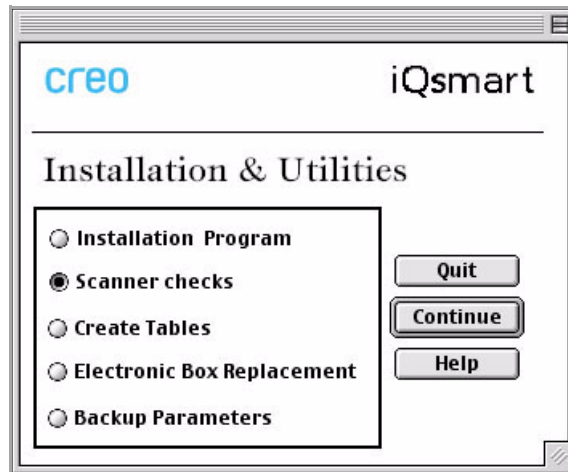 creo iQsmart
Installation & Utilities
Installation Program
Scanner checks
Create Tables
Electronic Box Replacement
Backup Parameters
Quit
Continue
Help